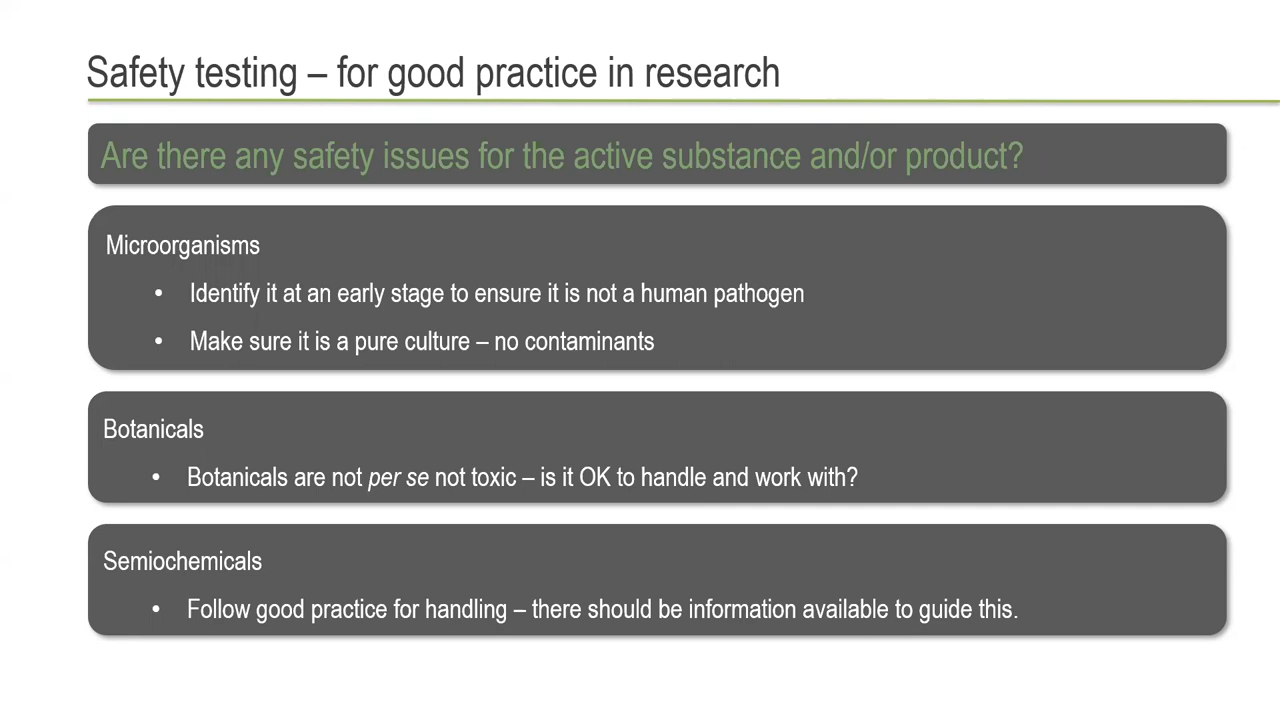 Safety testing – for good practice in research
Are there any safety issues for the active substance and/or product?
Microorganisms
• Identify it at an early stage to ensure it is not a human pathogen
• Make sure it is a pure culture – no contaminants
Botanicals
• Botanicals are not per se not toxic – is it OK to handle and work with?
Semiochemicals
• Follow good practice for handling – there should be information available to guide this.